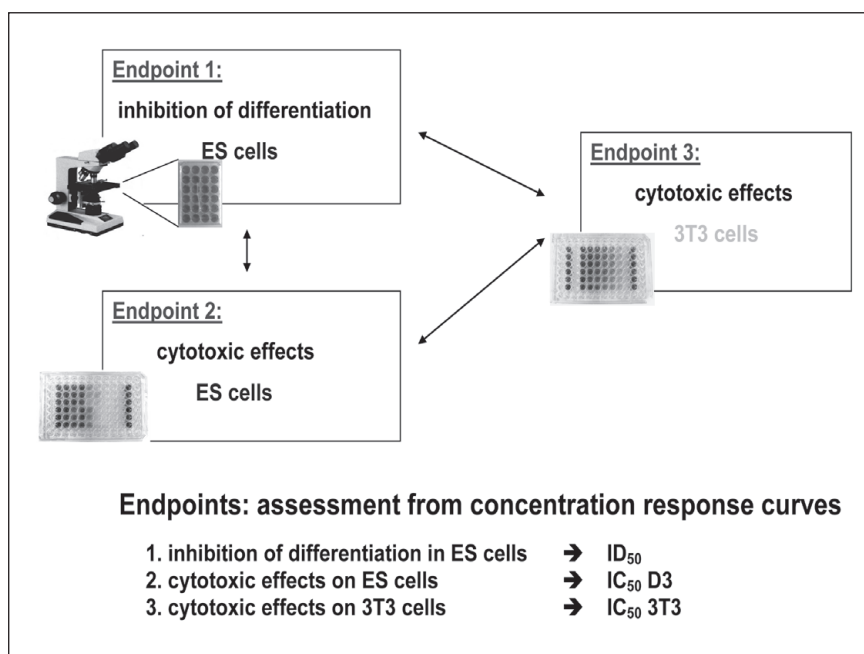 Endpoint 1:
inhibition of differentiation
ES cells
Endpoint 2:
cytotoxic effects
ES cells
Endpoint 3:
cytotoxic effects
3T3 cells
Endpoints: assessment from concentration response curves
1. inhibition of differentiation in ES cells ➔ ID₅₀
2. cytotoxic effects on ES cells ➔ IC₅₀ D3
3. cytotoxic effects on 3T3 cells ➔ IC₅₀ 3T3